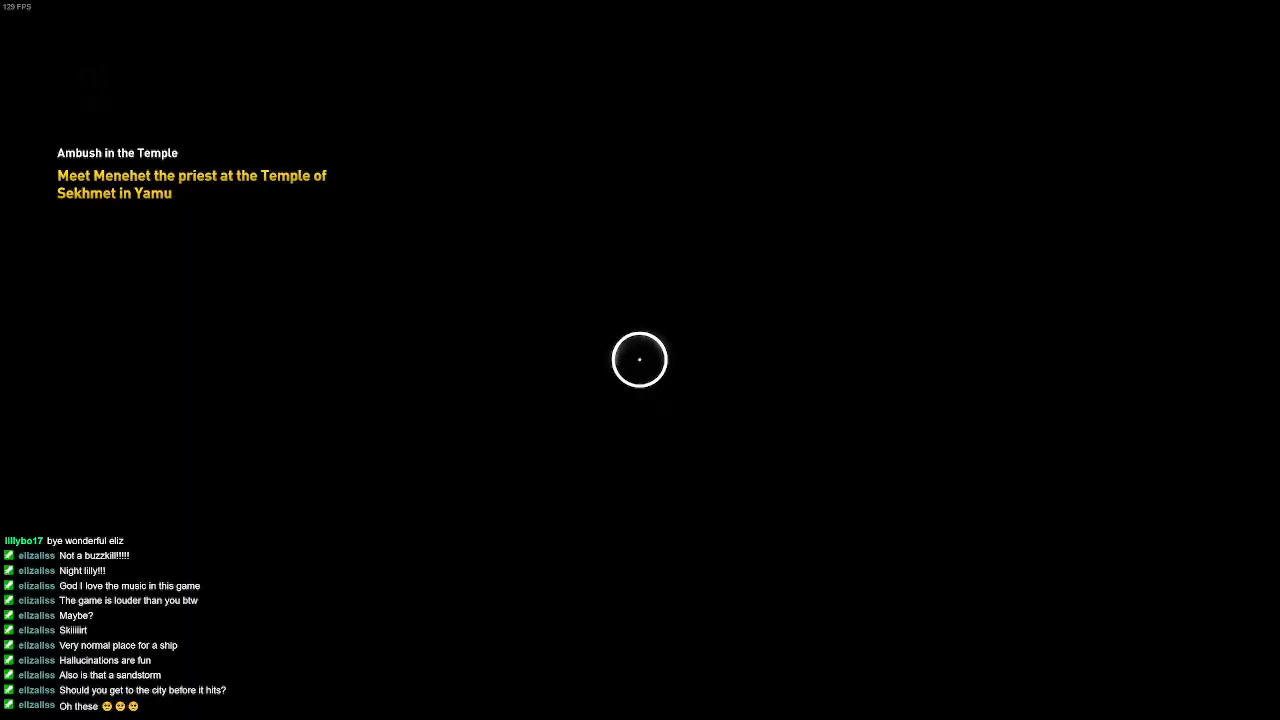 129 FPS
Ambush in the Temple
Meet Menehet the priest at the Temple of
Sekhmet in Yamu
lillybo17 bye wonderful eliz
elizaliss Not a buzzkill!!!!!
elizaliss Night lilly!!!
elizaliss God I love the music in this game
elizaliss The game is louder than you btw
elizaliss Maybe?
elizaliss Skiiiiirt
elizaliss Very normal place for a ship
elizaliss Hallucinations are fun
elizaliss Also is that a sandstorm
elizaliss Should you get to the city before it hits?
elizaliss Oh these